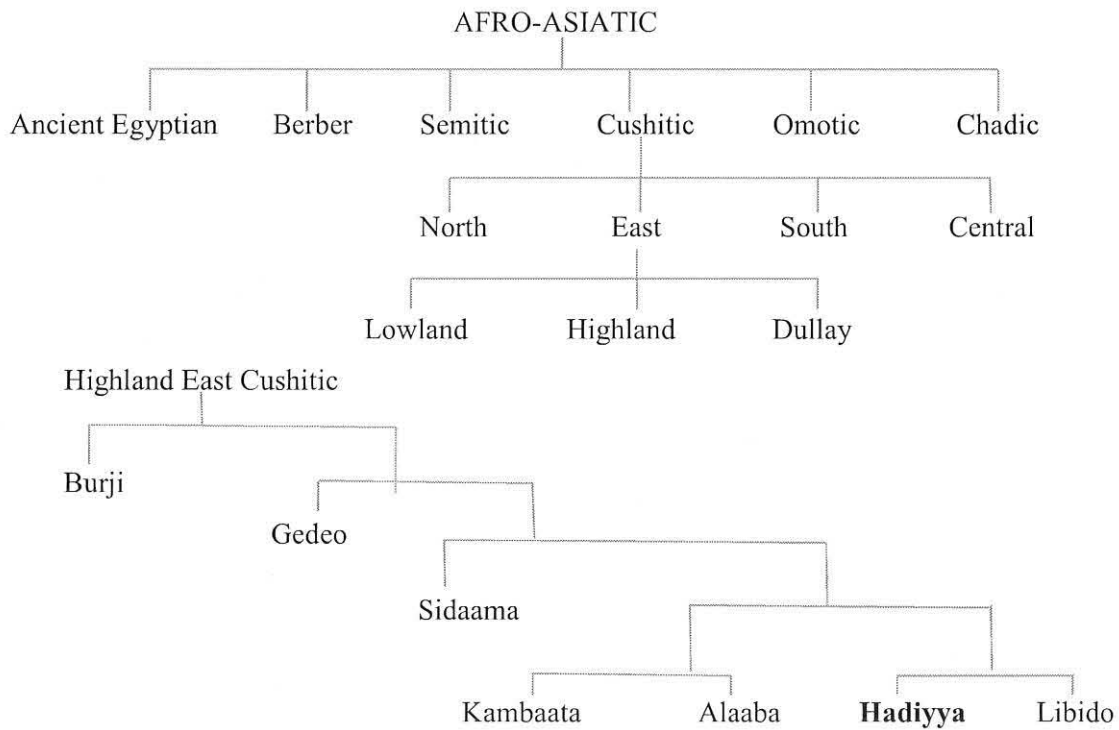 AFRO-ASIATIC
Ancient Egyptian Berber Semitic Cushitic Omotic Chadic
North East South Central
Lowland Highland Dullay
Highland East Cushitic
Burji
Gedeo
Sidaama
Kambaata Alaaba Hadiyya Libido